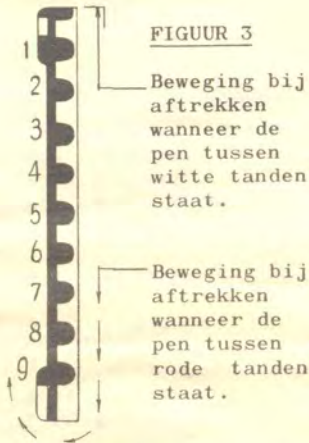 FIGUUR 3
1
2
3
4
5
6
7
8
9
Beweging bij
aftrekken
wanneer de
pen tussen
witte tanden
staat.
Beweging bij
aftrekken
wanneer de
pen tussen
rode tanden
staat.